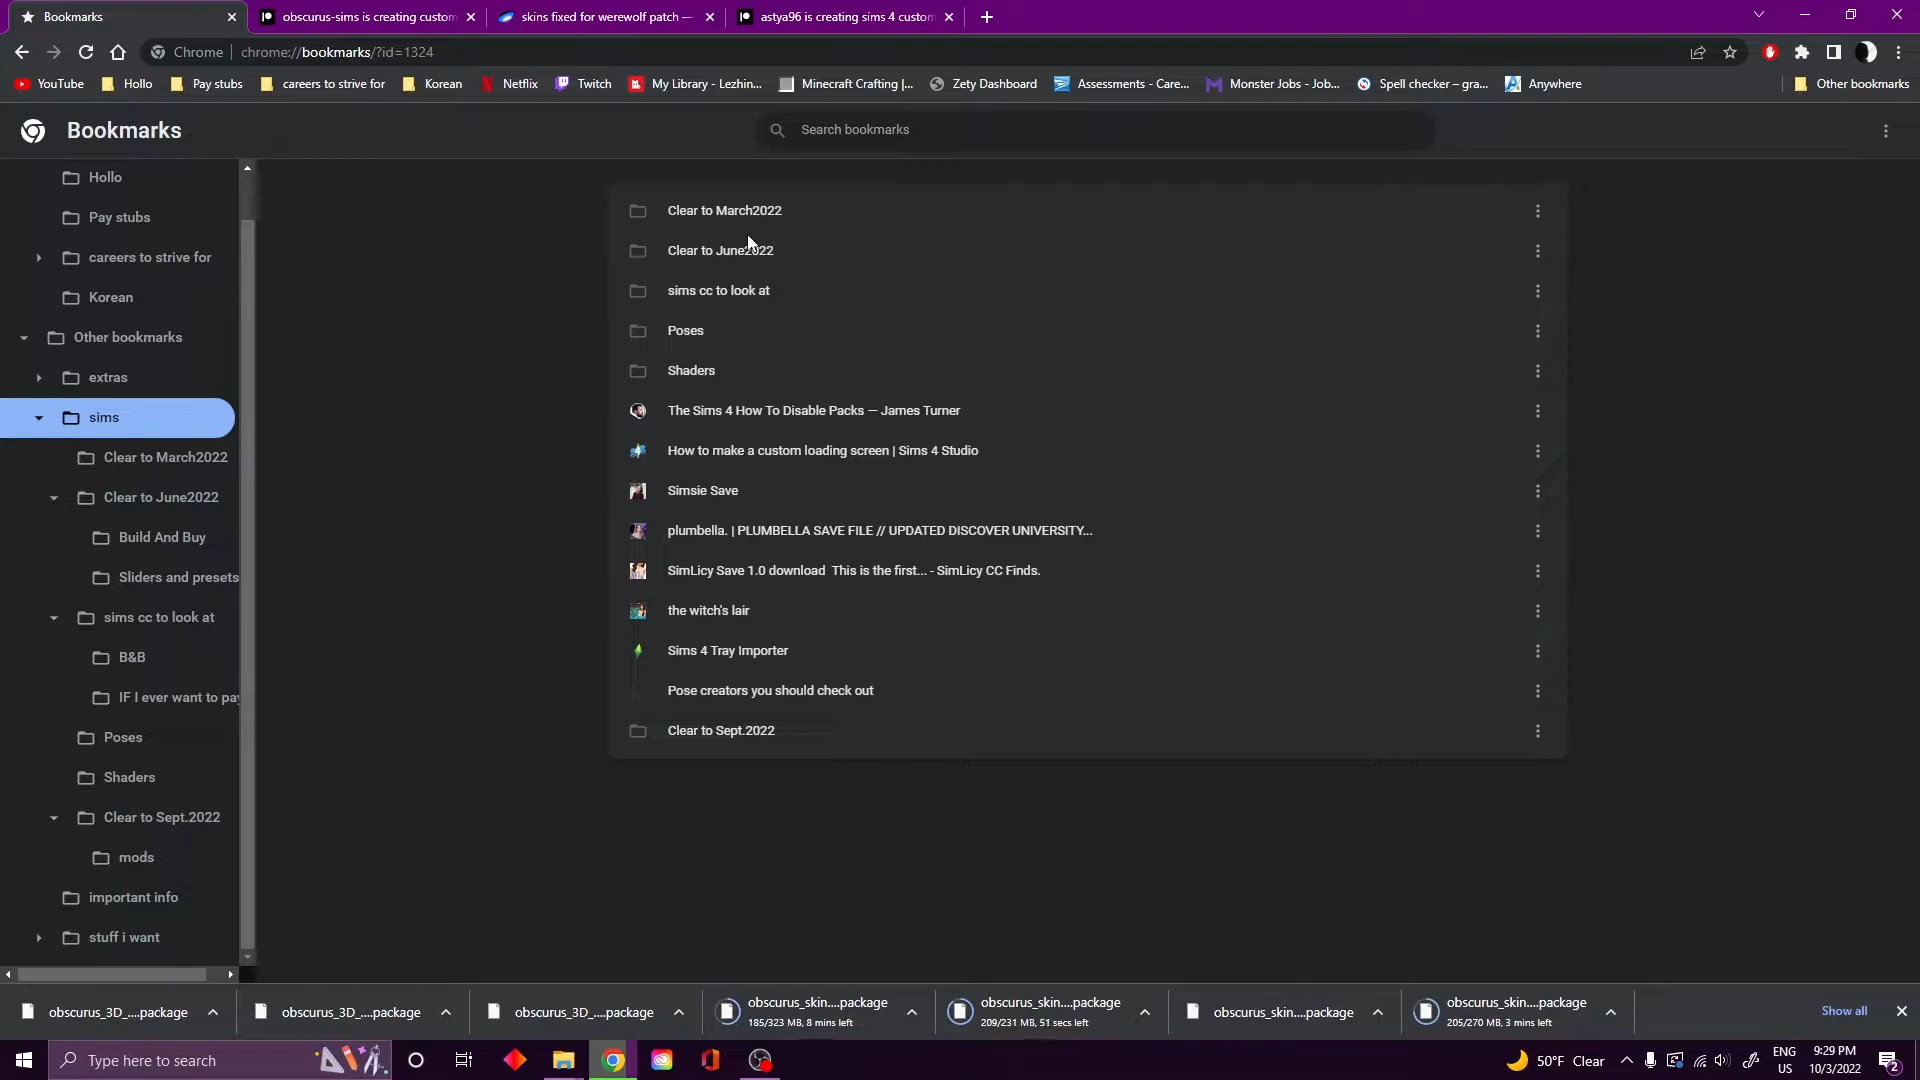 Bookmarks
obscurus-sims is creating custom
skins fixed for werewolf patch —
astya96 is creating sims 4 custom
Chrome
chrome://bookmarks/?id=1324
YouTube
Hollo
Pay stubs
careers to strive for
Korean
Netflix
Twitch
My Library - Lezhin...
Minecraft Crafting |...
Zety Dashboard
Assessments - Care...
Monster Jobs - Job...
Spell checker – gra...
Anywhere
Other bookmarks
Bookmarks
Search bookmarks
Hollo
Pay stubs
careers to strive for
Korean
Other bookmarks
extras
sims
Clear to March2022
Clear to June2022
Build And Buy
Sliders and presets
sims cc to look at
B&B
IF I ever want to pay
Poses
Shaders
Clear to Sept.2022
mods
important info
stuff i want
Clear to March2022
Clear to June2022
sims cc to look at
Poses
Shaders
The Sims 4 How To Disable Packs — James Turner
How to make a custom loading screen | Sims 4 Studio
Simsie Save
plumbella. | PLUMBELLA SAVE FILE // UPDATED DISCOVER UNIVERSITY...
SimLicy Save 1.0 download  This is the first... - SimLicy CC Finds.
the witch's lair
Sims 4 Tray Importer
Pose creators you should check out
Clear to Sept.2022
obscurus_3D_....package
obscurus_3D_....package
obscurus_3D_....package
obscurus_skin....package
185/323 MB, 8 mins left
obscurus_skin....package
209/231 MB, 51 secs left
obscurus_skin....package
obscurus_skin....package
205/270 MB, 3 mins left
Show all
Type here to search
50°F Clear
ENG
US
9:29 PM
10/3/2022
2